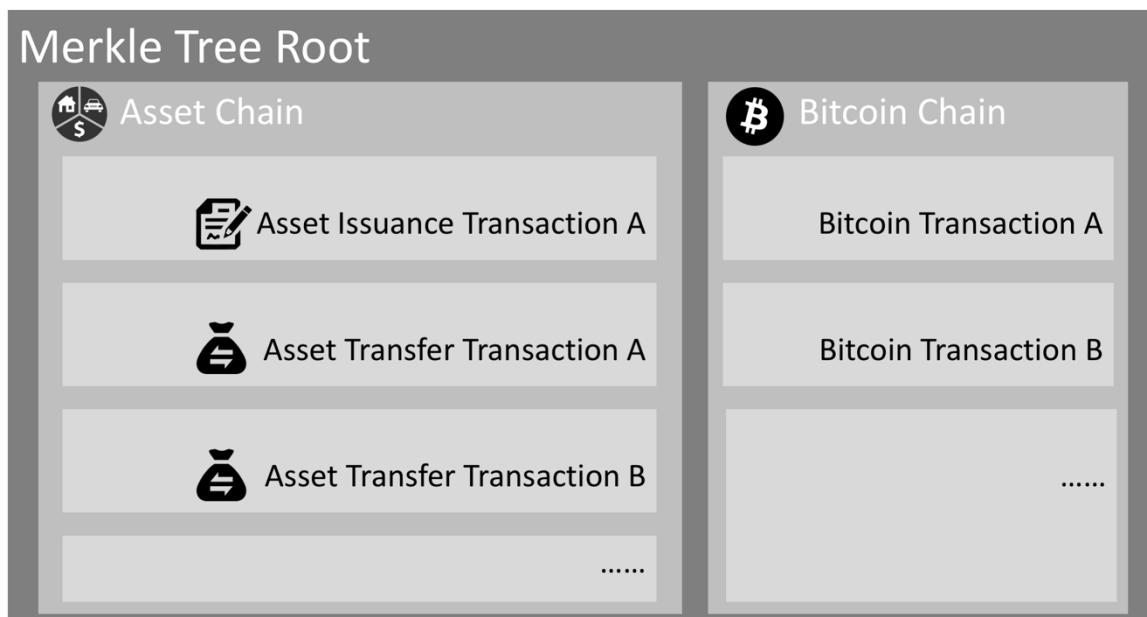 Merkle Tree Root
Asset Chain
Asset Issuance Transaction A
Asset Transfer Transaction A
Asset Transfer Transaction B
......
Bitcoin Chain
Bitcoin Transaction A
Bitcoin Transaction B
......